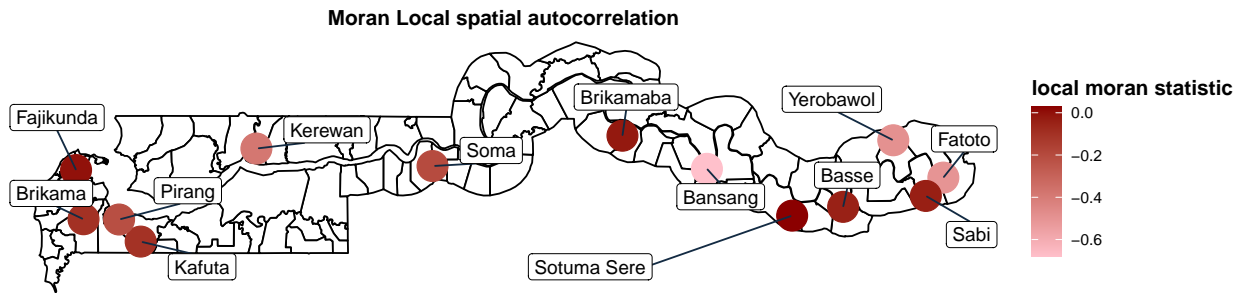 Moran Local spatial autocorrelation
Fajikunda
Kerewan
Brikamaba
Yerobawol
Fatoto
Brikama
Pirang
Soma
Basse
Bansang
Kafuta
Sotuma Sere
Sabi
local moran statistic
0.0
−0.2
−0.4
−0.6